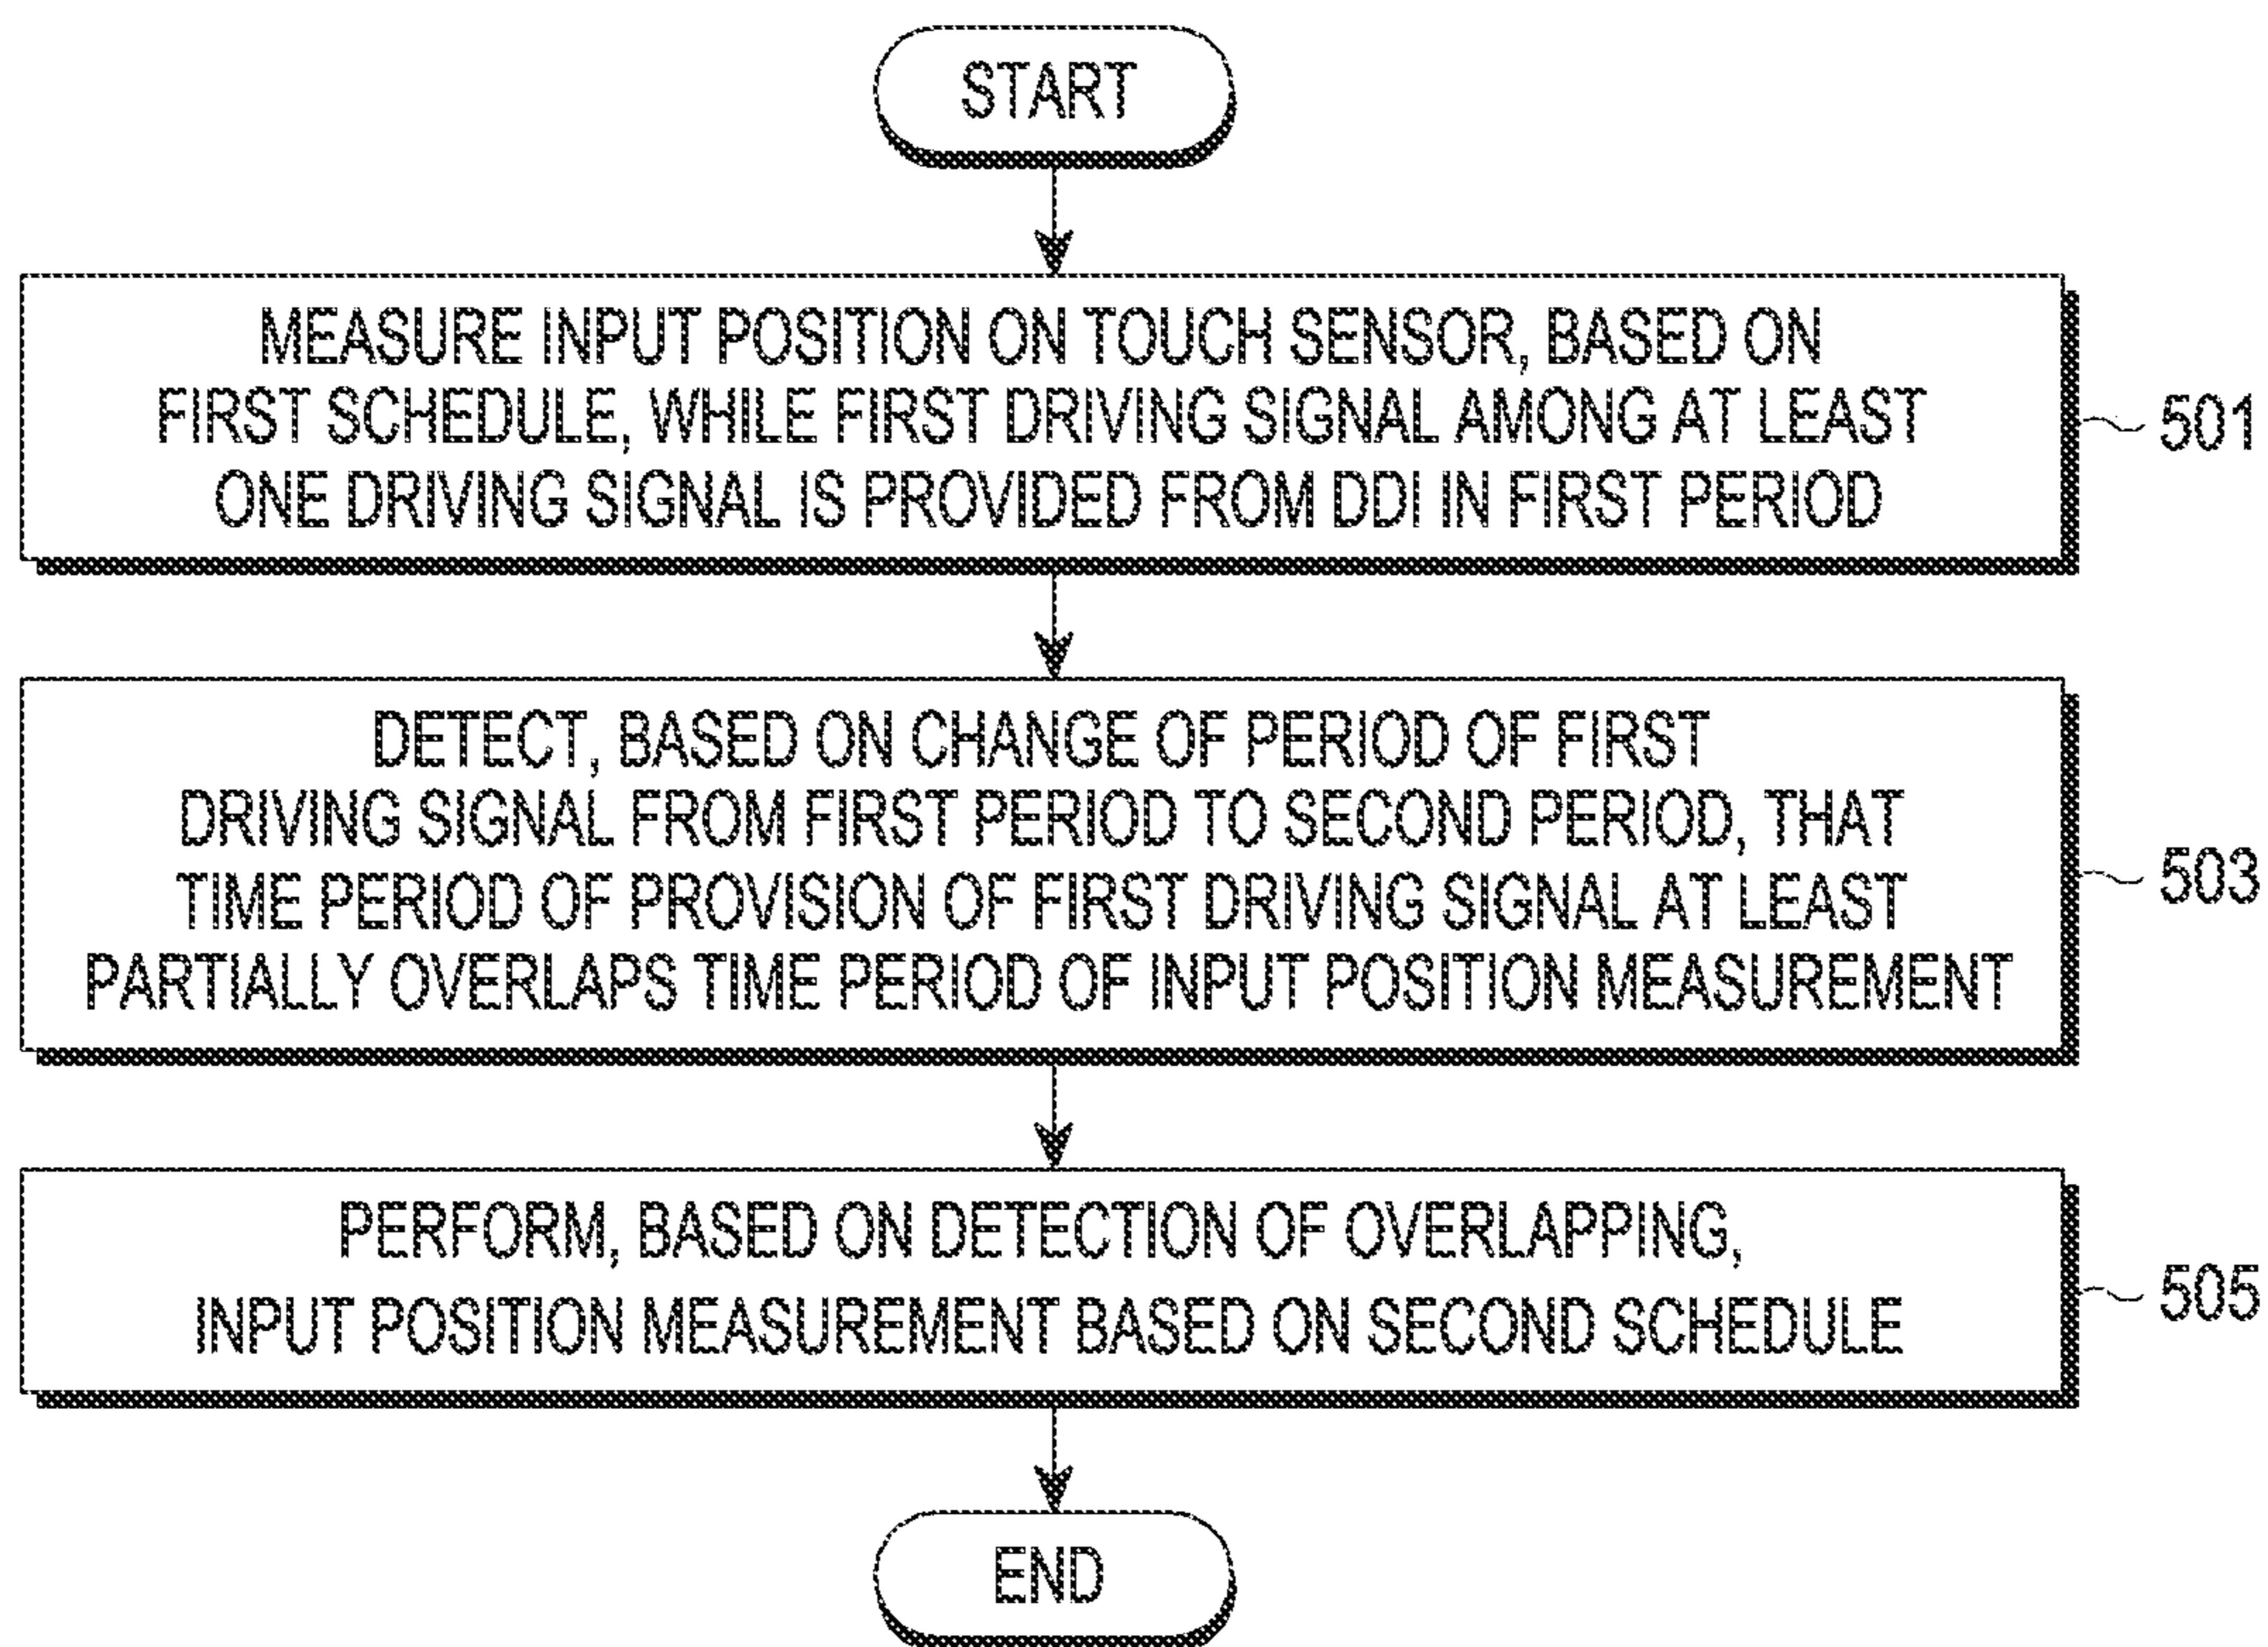 START
MEASURE INPUT POSITION ON TOUCH SENSOR, BASED ON
FIRST SCHEDULE, WHILE FIRST DRIVING SIGNAL AMONG AT LEAST
ONE DRIVING SIGNAL IS PROVIDED FROM DDI IN FIRST PERIOD
501
DETECT, BASED ON CHANGE OF PERIOD OF FIRST
DRIVING SIGNAL FROM FIRST PERIOD TO SECOND PERIOD, THAT
TIME PERIOD OF PROVISION OF FIRST DRIVING SIGNAL AT LEAST
PARTIALLY OVERLAPS TIME PERIOD OF INPUT POSITION MEASUREMENT
503
PERFORM, BASED ON DETECTION OF OVERLAPPING,
INPUT POSITION MEASUREMENT BASED ON SECOND SCHEDULE
505
END